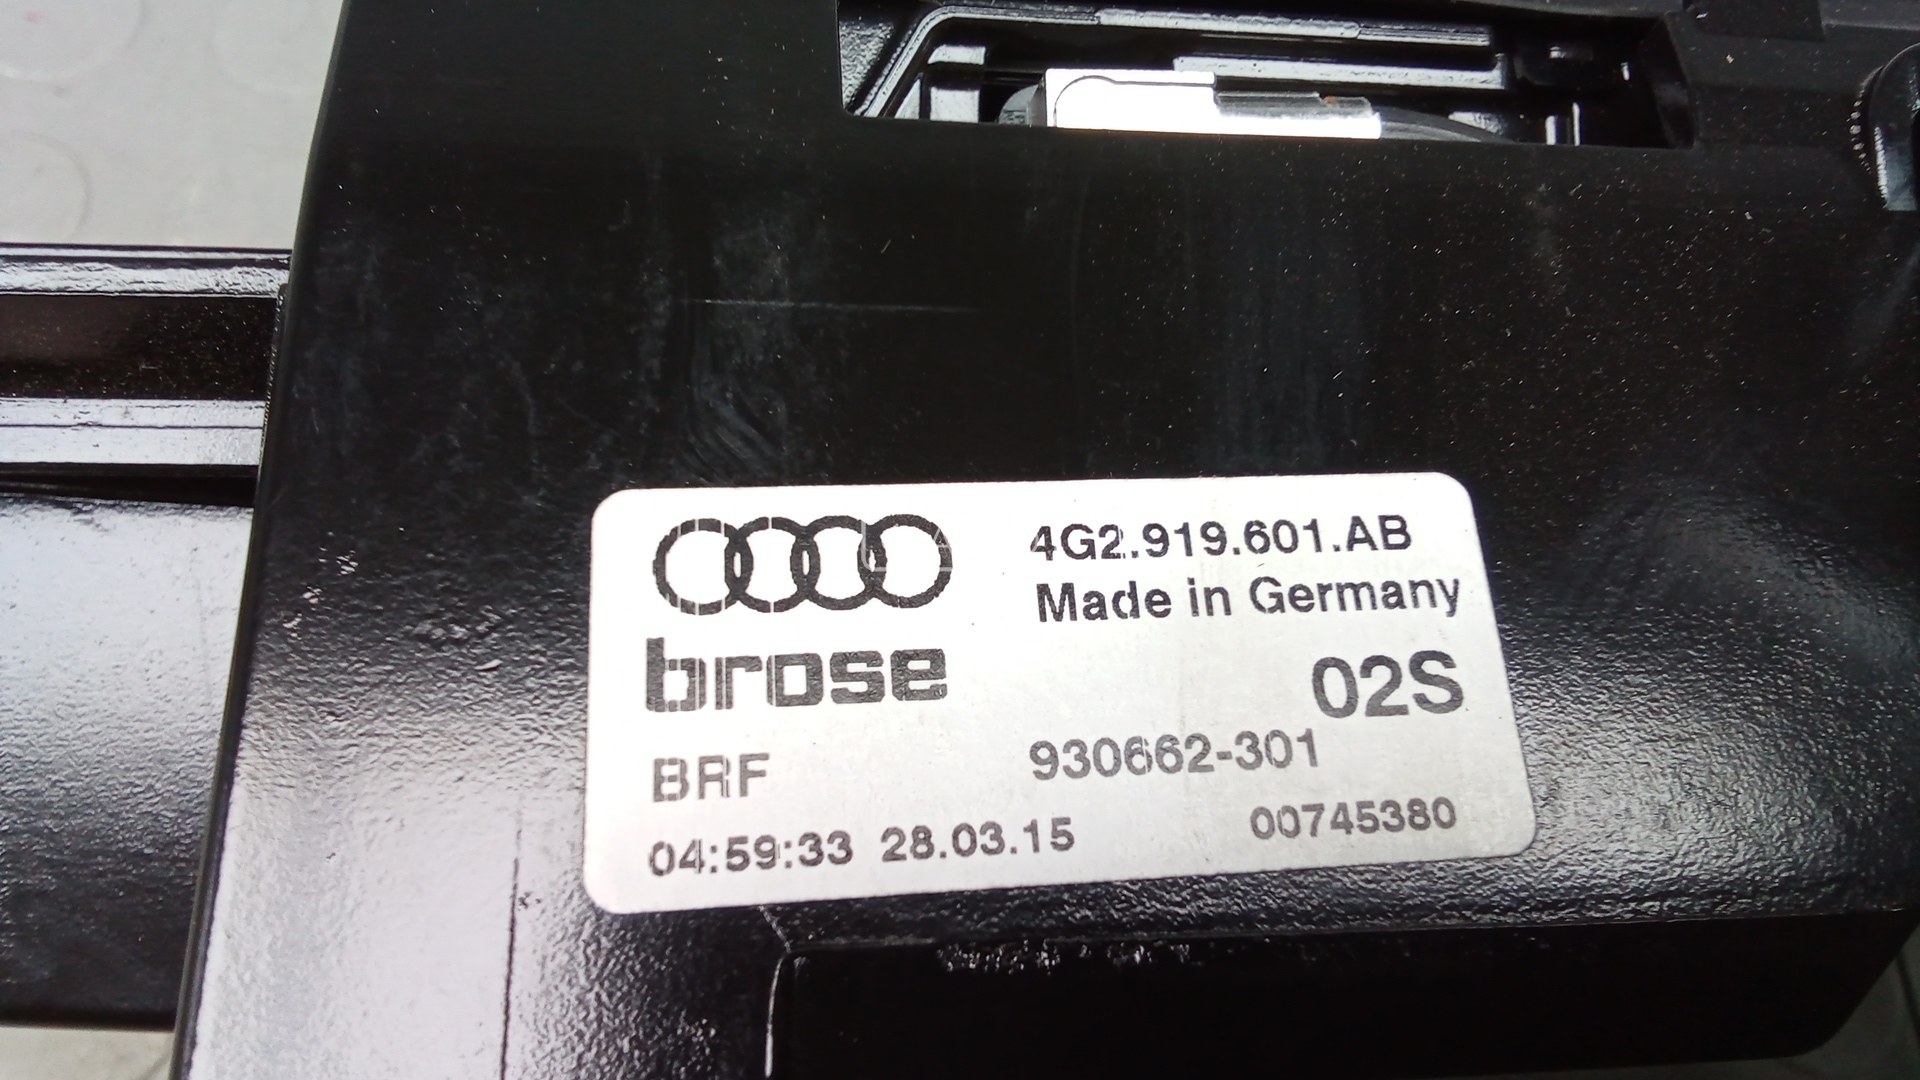 4G2.919.601.AB
Made in Germany
brose
02S
BRF
930662-301
04:59:33 28.03.15
00745380